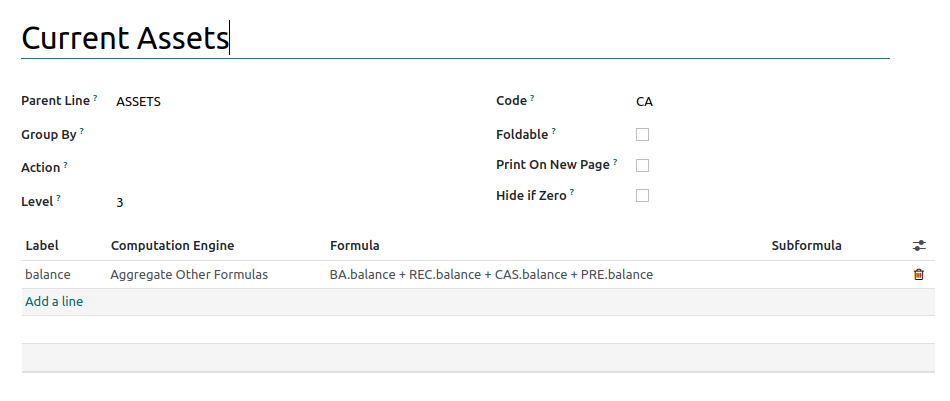 Current Assets
Parent Line ? ASSETS Code ? CA
Group By ? Foldable ?
Action ? Print On New Page ?
Level ? 3 Hide if Zero ?
Label Computation Engine Formula Subformula
balance Aggregate Other Formulas BA.balance + REC.balance + CAS.balance + PRE.balance
Add a line